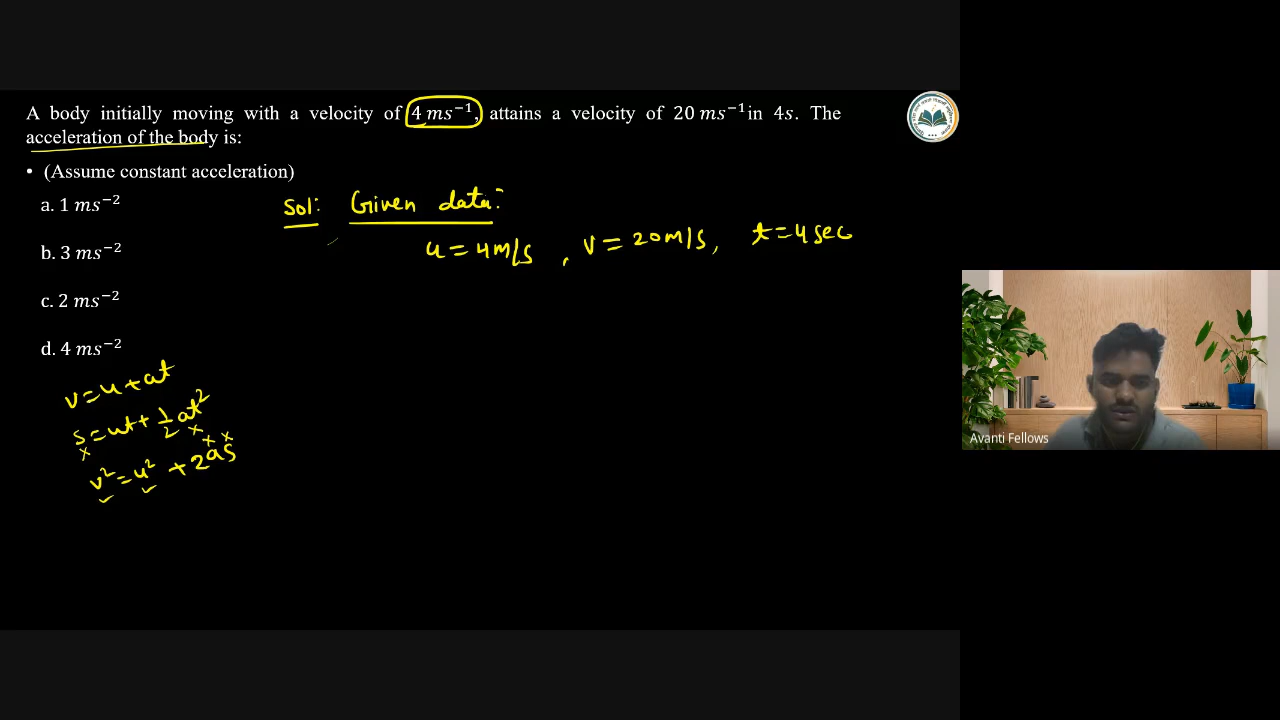 A body initially moving with a velocity of 4 ms⁻¹, attains a velocity of 20 ms⁻¹ in 4s. The
acceleration of the body is:
• (Assume constant acceleration)
a. 1 ms⁻²
b. 3 ms⁻²
c. 2 ms⁻²
d. 4 ms⁻²
Sol: Given data:
u = 4m/s , v = 20m/s, t = 4sec
v = u + at
s = ut + 1/2 at²
v² = u² + 2as
Avanti Fellows